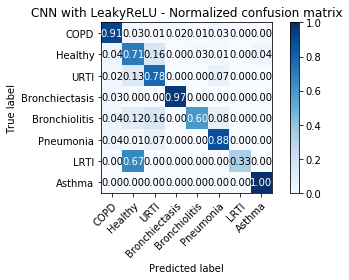 CNN with LeakyReLU - Normalized confusion matrix
True label
COPD 0.91 0.03 0.01 0.02 0.01 0.03 0.00 0.00
Healthy 0.04 0.71 0.16 0.00 0.03 0.01 0.00 0.04
URTI 0.02 0.13 0.78 0.00 0.00 0.07 0.00 0.00
Bronchiectasis 0.03 0.00 0.00 0.97 0.00 0.00 0.00 0.00
Bronchiolitis 0.04 0.12 0.16 0.00 0.60 0.08 0.00 0.00
Pneumonia 0.04 0.01 0.07 0.00 0.00 0.88 0.00 0.00
LRTI 0.00 0.67 0.00 0.00 0.00 0.00 0.33 0.00
Asthma 0.00 0.00 0.00 0.00 0.00 0.00 0.00 1.00
COPD Healthy URTI Bronchiectasis Bronchiolitis Pneumonia LRTI Asthma
Predicted label
1.0
0.8
0.6
0.4
0.2
0.0